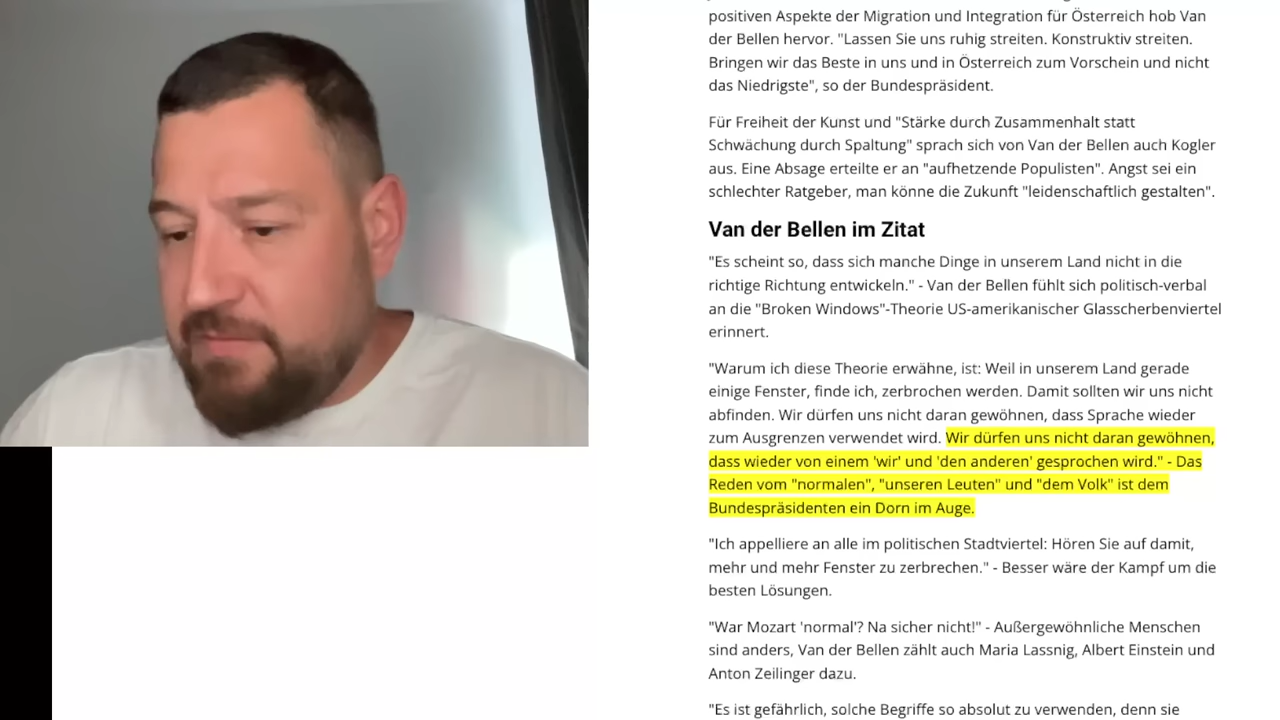 positiven Aspekte der Migration und Integration für Österreich hob Van
der Bellen hervor. "Lassen Sie uns ruhig streiten. Konstruktiv streiten.
Bringen wir das Beste in uns und in Österreich zum Vorschein und nicht
das Niedrigste", so der Bundespräsident.
Für Freiheit der Kunst und "Stärke durch Zusammenhalt statt
Schwächung durch Spaltung" sprach sich von Van der Bellen auch Kogler
aus. Eine Absage erteilte er an "aufhetzende Populisten". Angst sei ein
schlechter Ratgeber, man könne die Zukunft "leidenschaftlich gestalten".
Van der Bellen im Zitat
"Es scheint so, dass sich manche Dinge in unserem Land nicht in die
richtige Richtung entwickeln." - Van der Bellen fühlt sich politisch-verbal
an die "Broken Windows"-Theorie US-amerikanischer Glasscherbenviertel
erinnert.
"Warum ich diese Theorie erwähne, ist: Weil in unserem Land gerade
einige Fenster, finde ich, zerbrochen werden. Damit sollten wir uns nicht
abfinden. Wir dürfen uns nicht daran gewöhnen, dass Sprache wieder
zum Ausgrenzen verwendet wird. Wir dürfen uns nicht daran gewöhnen,
dass wieder von einem 'wir' und 'den anderen' gesprochen wird." - Das
Reden vom "normalen", "unseren Leuten" und "dem Volk" ist dem
Bundespräsidenten ein Dorn im Auge.
"Ich appelliere an alle im politischen Stadtviertel: Hören Sie auf damit,
mehr und mehr Fenster zu zerbrechen." - Besser wäre der Kampf um die
besten Lösungen.
"War Mozart 'normal'? Na sicher nicht!" - Außergewöhnliche Menschen
sind anders, Van der Bellen zählt auch Maria Lassnig, Albert Einstein und
Anton Zeilinger dazu.
"Es ist gefährlich, solche Begriffe so absolut zu verwenden, denn sie